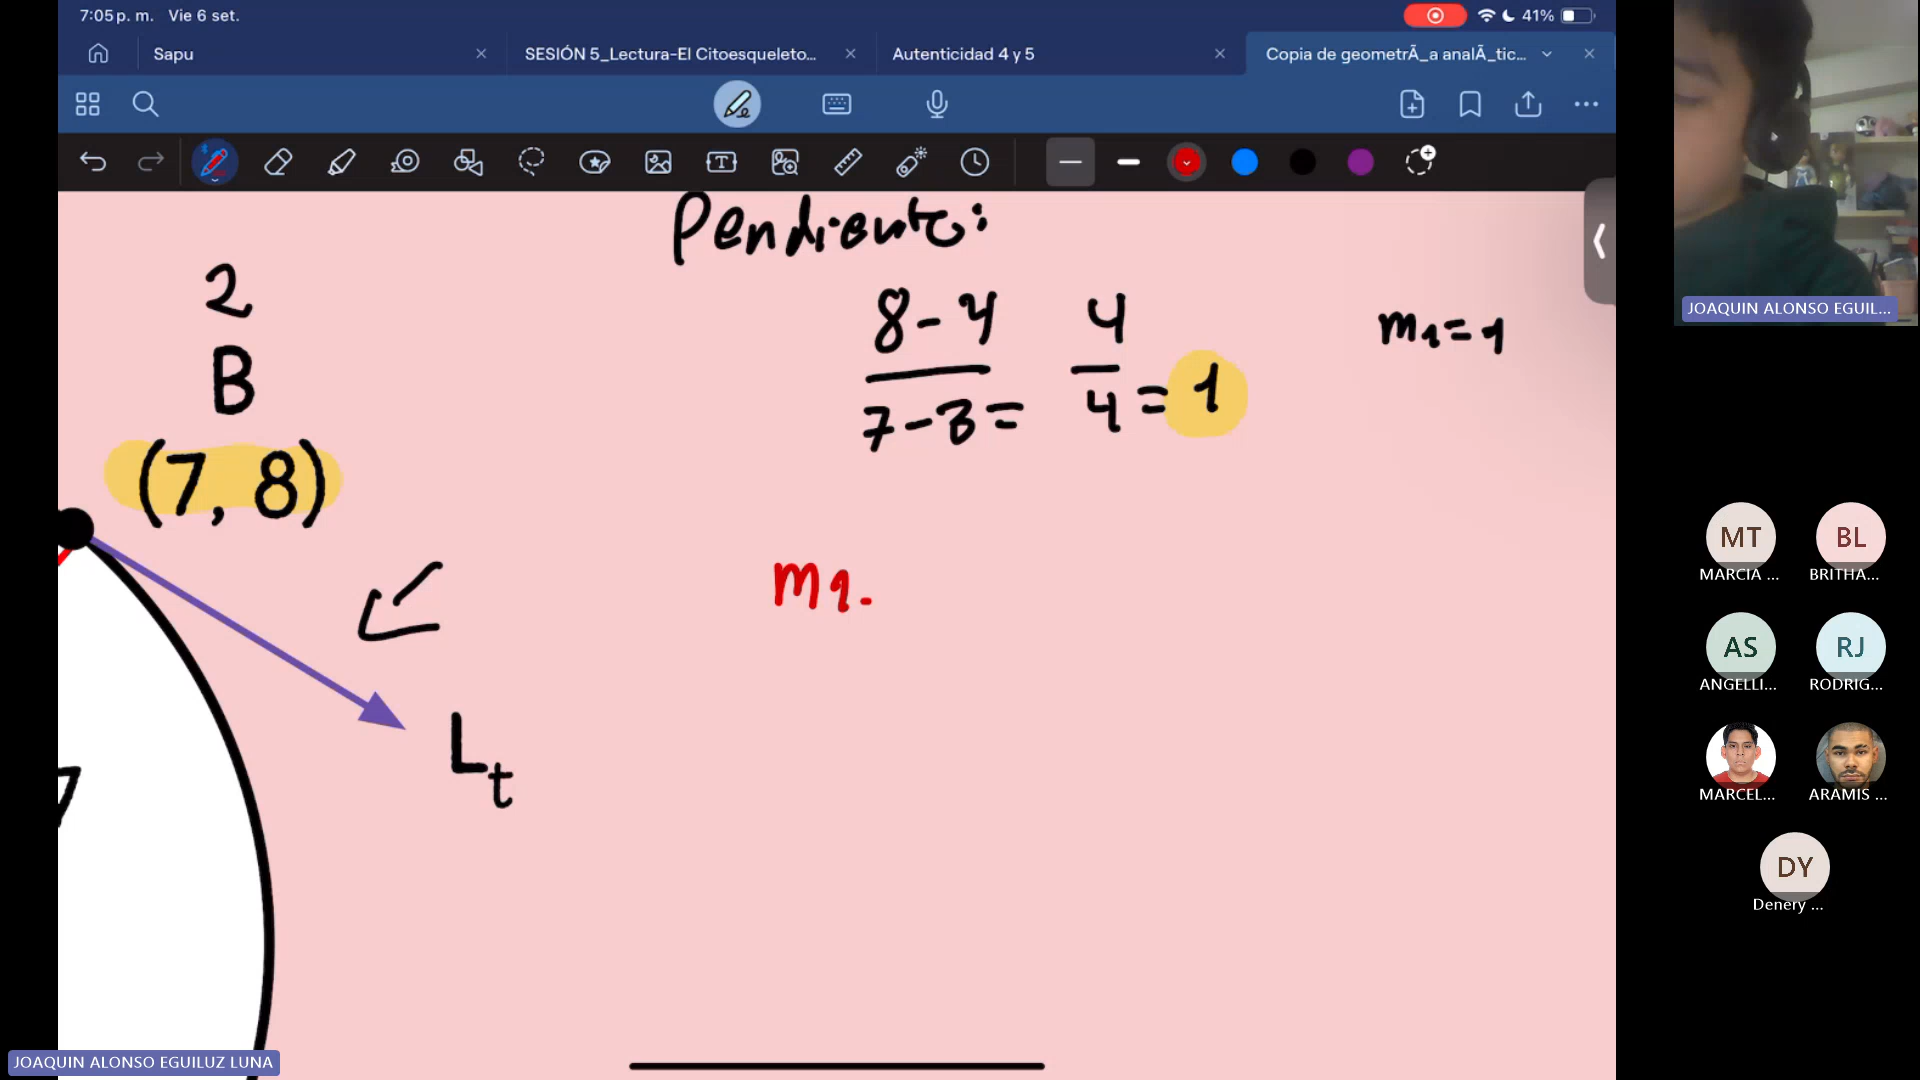 7:05 p. m. Vie 6 set.
41%
Sapu
SESIÓN 5_Lectura-El Citoesqueleto...
Autenticidad 4 y 5
Copia de geometrÃ_a analÃ_tic...
Pendiente:
2
B
(7, 8)
8-4
7-3 =
4
4
= 1
m1 = 1
m1.
Lt
JOAQUIN ALONSO EGUIL...
MT
MARCIA ...
BL
BRITHA...
AS
ANGELLI...
RJ
RODRIG...
MARCEL...
ARAMIS ...
DY
Denery ...
JOAQUIN ALONSO EGUILUZ LUNA